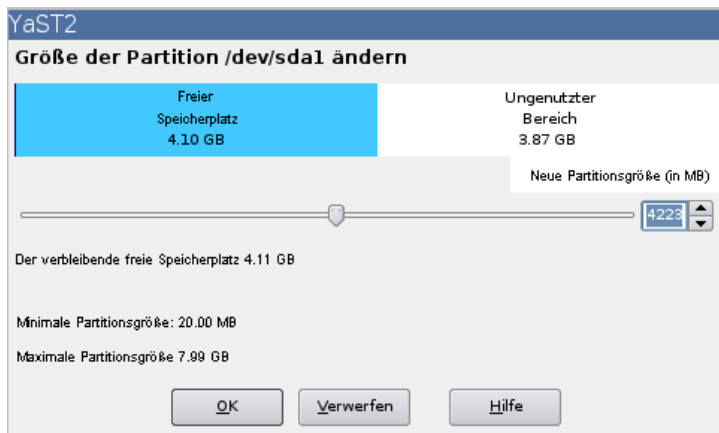 YaST2
Größe der Partition /dev/sda1 ändern
Freier
Speicherplatz
4.10 GB
Ungenutzter
Bereich
3.87 GB
Neue Partitionsgröße (in MB)
4223
Der verbleibende freie Speicherplatz 4.11 GB
Minimale Partitionsgröße: 20.00 MB
Maximale Partitionsgröße 7.99 GB
OK
Verwerfen
Hilfe